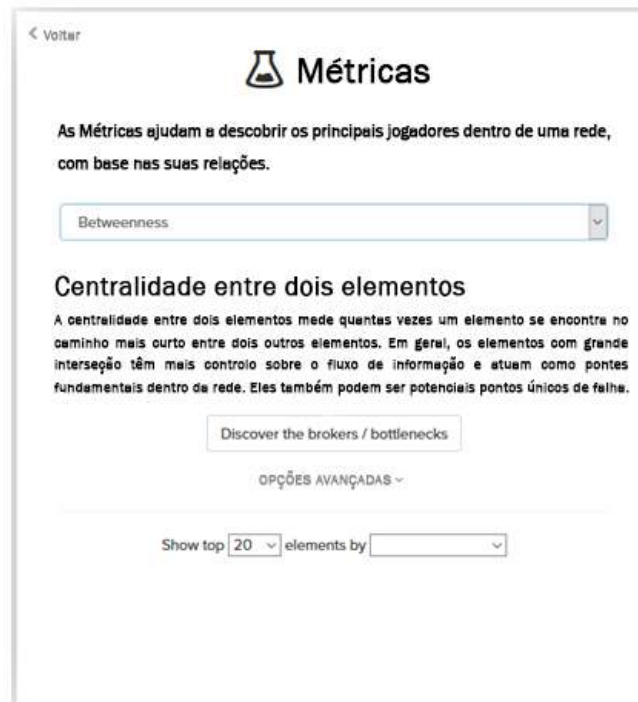 Voltar
Métricas
As Métricas ajudam a descobrir os principais jogadores dentro de uma rede,
com base nas suas relações.
Betweenness
Centralidade entre dois elementos
A centralidade entre dois elementos mede quantas vezes um elemento se encontra no
caminho mais curto entre dois outros elementos. Em geral, os elementos com grande
interseção têm mais controlo sobre o fluxo de informação e atuam como pontes
fundamentais dentro da rede. Eles também podem ser potenciais pontos únicos de falha.
Discover the brokers / bottlenecks
OPÇÕES AVANÇADAS
Show top 20 elements by